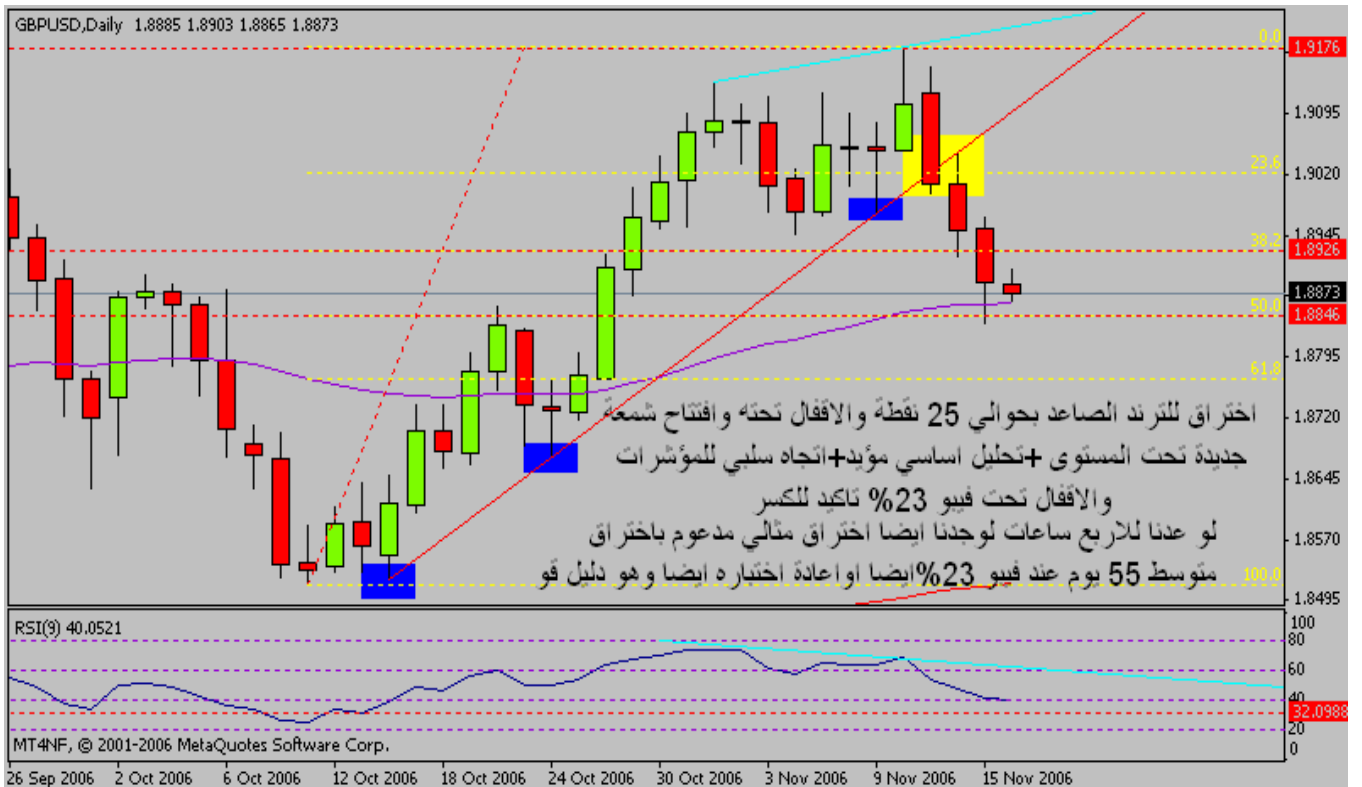 GBPUSD,Daily 1.8885 1.8903 1.8865 1.8873
0.0
1.9176
1.9095
23.6
1.9020
1.8945
38.2
1.8926
1.8873
50.0
1.8846
1.8795
61.8
1.8720
1.8645
1.8570
100.0
1.8495
اختراق للترند الصاعد بحوالي 25 نقطة والاقفال تحته وافتتاح شمعة
جديدة تحت المستوى +تحليل اساسي مؤيد+اتجاه سلبي للمؤشرات
والاقفال تحت فيبو 23% تاكيد للكسر
لو عدنا للاربع ساعات لوجدنا ايضا اختراق مثالي مدعوم باختراق
متوسط 55 يوم عند فيبو 23%ايضا اواعادة اختباره ايضا وهو دليل قو
RSI(9) 40.0521
100
80
60
40
32.0988
20
0
MT4NF, © 2001-2006 MetaQuotes Software Corp.
26 Sep 2006 2 Oct 2006 6 Oct 2006 12 Oct 2006 18 Oct 2006 24 Oct 2006 30 Oct 2006 3 Nov 2006 9 Nov 2006 15 Nov 2006